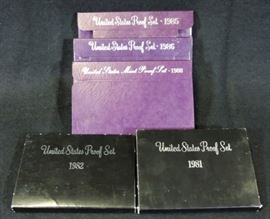 United States Proof Set - 1985
United States Proof Set - 1986
United States Mint Proof Set - 1988
United States Proof Set
1982
United States Proof Set
1981